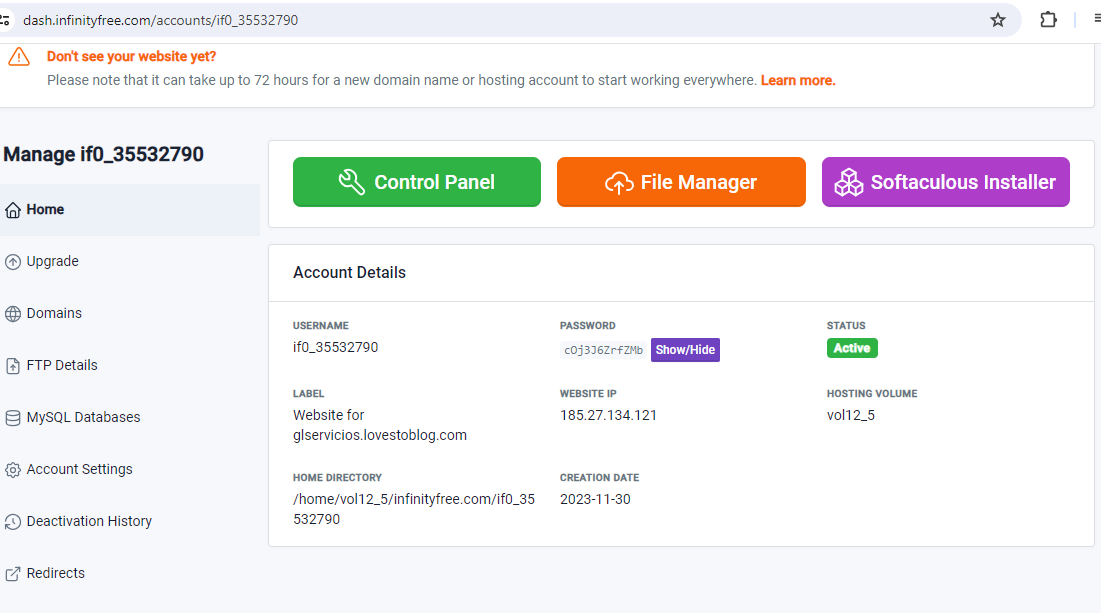 dash.infinityfree.com/accounts/if0_35532790
Don't see your website yet?
Please note that it can take up to 72 hours for a new domain name or hosting account to start working everywhere. Learn more.
Manage if0_35532790
Home
Upgrade
Domains
FTP Details
MySQL Databases
Account Settings
Deactivation History
Redirects
Control Panel
File Manager
Softaculous Installer
Account Details
USERNAME
if0_35532790
PASSWORD
cOj3J6ZrfZMb Show/Hide
STATUS
Active
LABEL
Website for
glservicios.lovestoblog.com
WEBSITE IP
185.27.134.121
HOSTING VOLUME
vol12_5
HOME DIRECTORY
/home/vol12_5/infinityfree.com/if0_35
532790
CREATION DATE
2023-11-30